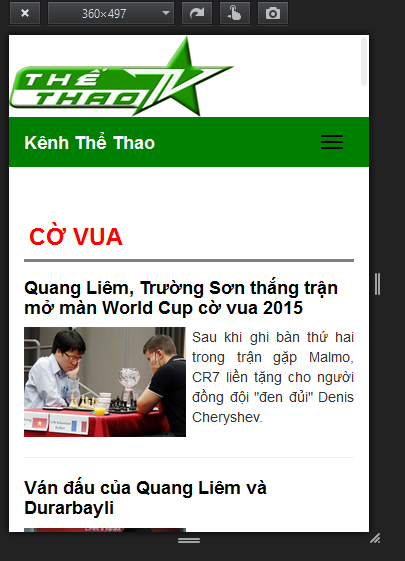 360×497
THỂ
THAO TV
Kênh Thể Thao
CỜ VUA
Quang Liêm, Trường Sơn thắng trận
mở màn World Cup cờ vua 2015
Sau khi ghi bàn thứ hai
trong trận gặp Malmo,
CR7 liền tặng cho người
đồng đội "đen đủi" Denis
Cheryshev.
Ván đấu của Quang Liêm và
Durarbayli